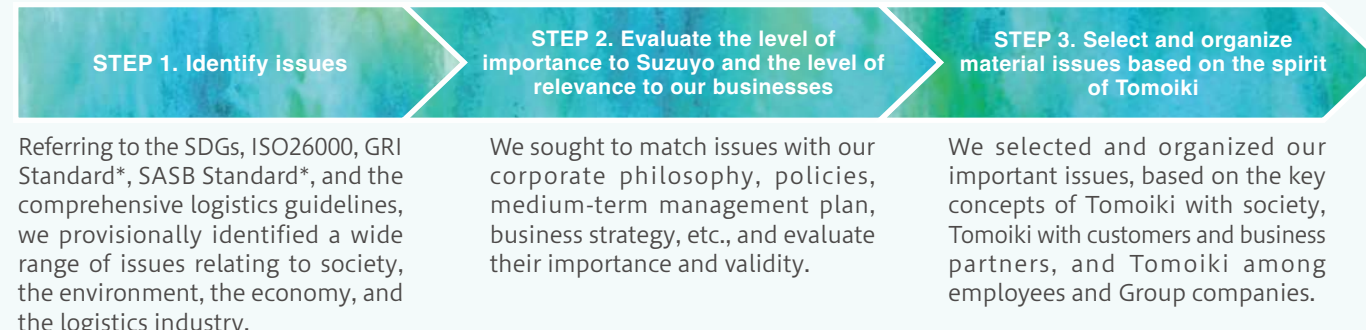 STEP 1. Identify issues
Referring to the SDGs, ISO26000, GRI
Standard*, SASB Standard*, and the
comprehensive logistics guidelines,
we provisionally identified a wide
range of issues relating to society,
the environment, the economy, and
the logistics industry.
STEP 2. Evaluate the level of
importance to Suzuyo and the level of
relevance to our businesses
We sought to match issues with our
corporate philosophy, policies,
medium-term management plan,
business strategy, etc., and evaluate
their importance and validity.
STEP 3. Select and organize
material issues based on the spirit
of Tomoiki
We selected and organized our
important issues, based on the key
concepts of Tomoiki with society,
Tomoiki with customers and business
partners, and Tomoiki among
employees and Group companies.